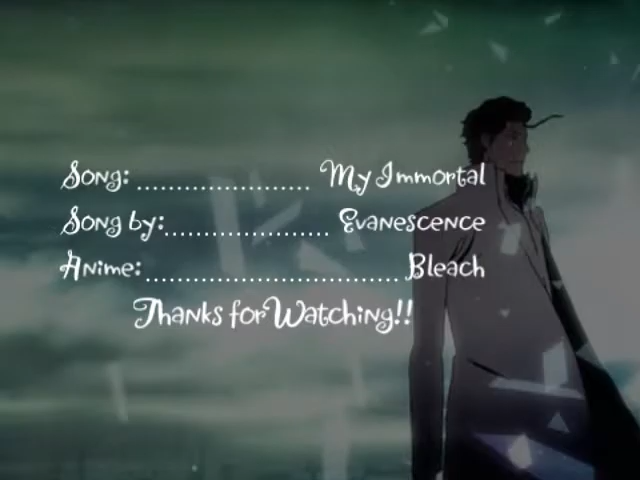 Song: ...................... My Immortal
Song by:..................... Evanescence
Anime: ................................ Bleach
Thanks for Watching!!